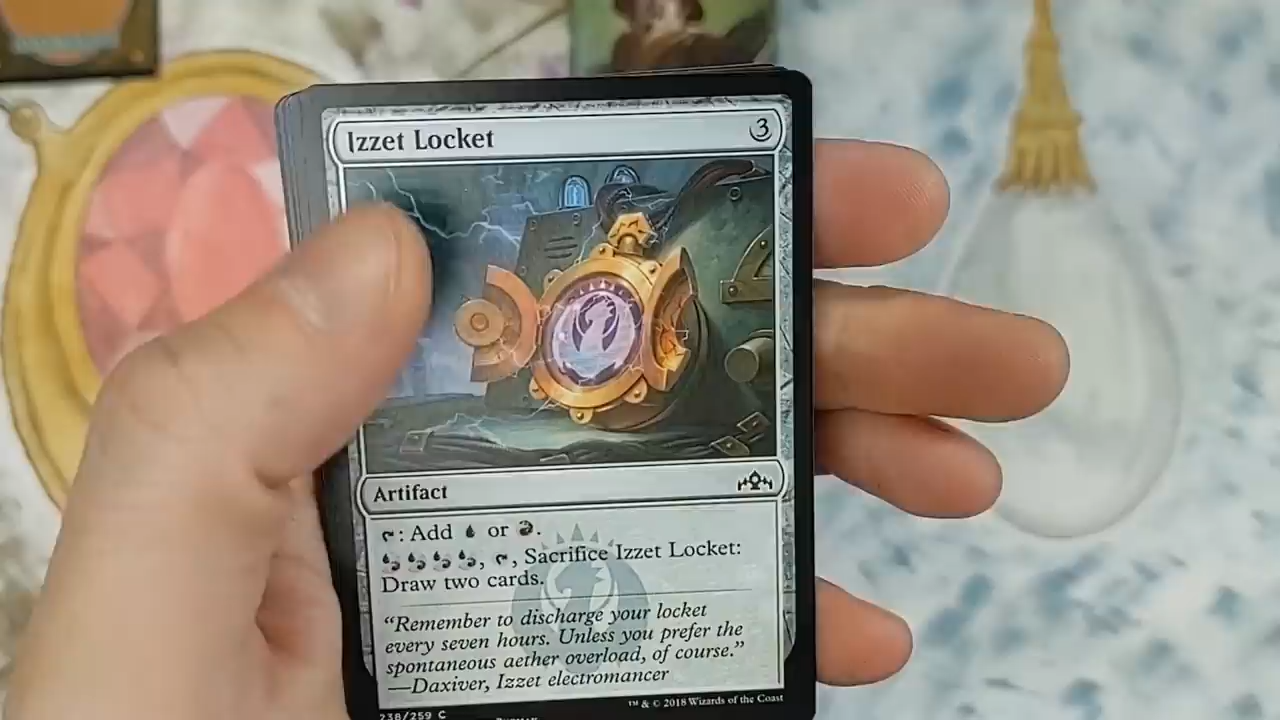 Izzet Locket 3
Artifact
: Add or .
, , Sacrifice Izzet Locket:
Draw two cards.
“Remember to discharge your locket
every seven hours. Unless you prefer the
spontaneous aether overload, of course.”
—Daxiver, Izzet electromancer
™ & © 2018 Wizards of the Coast
238/259 C